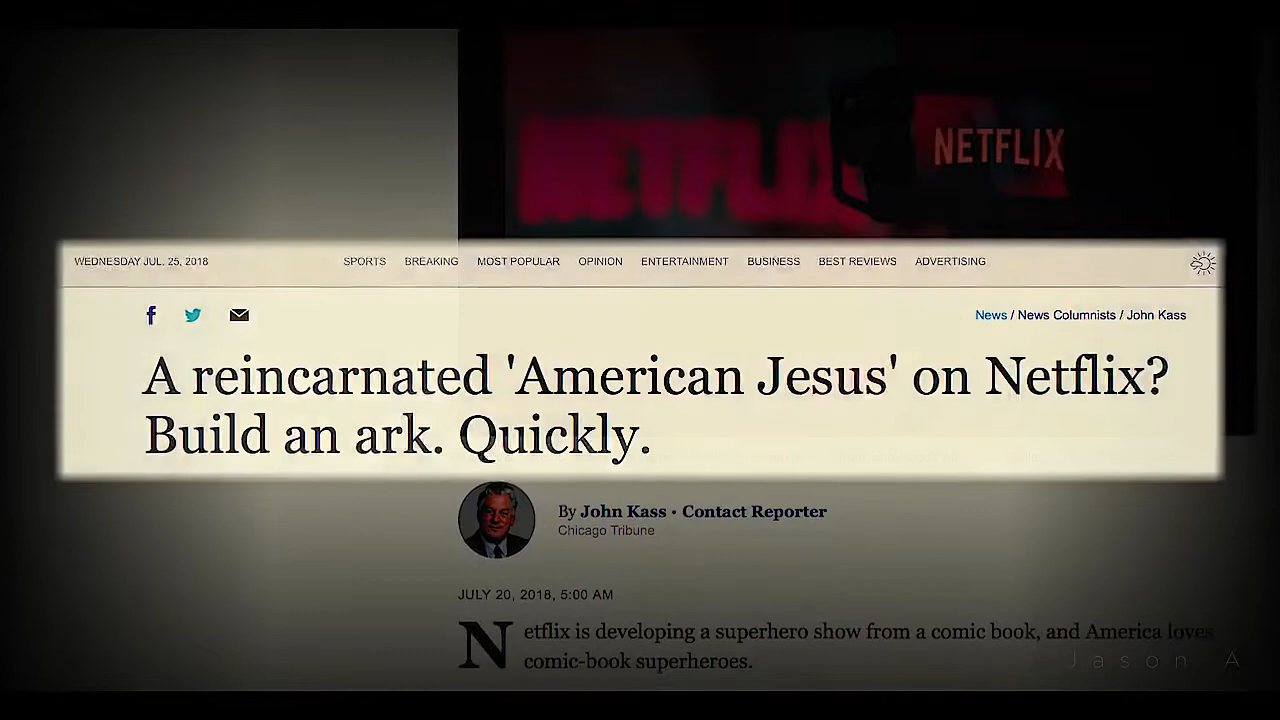 NETFLIX
NETFLIX
WEDNESDAY JUL. 25, 2018
SPORTS BREAKING MOST POPULAR OPINION ENTERTAINMENT BUSINESS BEST REVIEWS ADVERTISING
News / News Columnists / John Kass
A reincarnated 'American Jesus' on Netflix?
Build an ark. Quickly.
By John Kass • Contact Reporter
Chicago Tribune
JULY 20, 2018, 5:00 AM
Netflix is developing a superhero show from a comic book, and America loves
comic-book superheroes.
Jason A